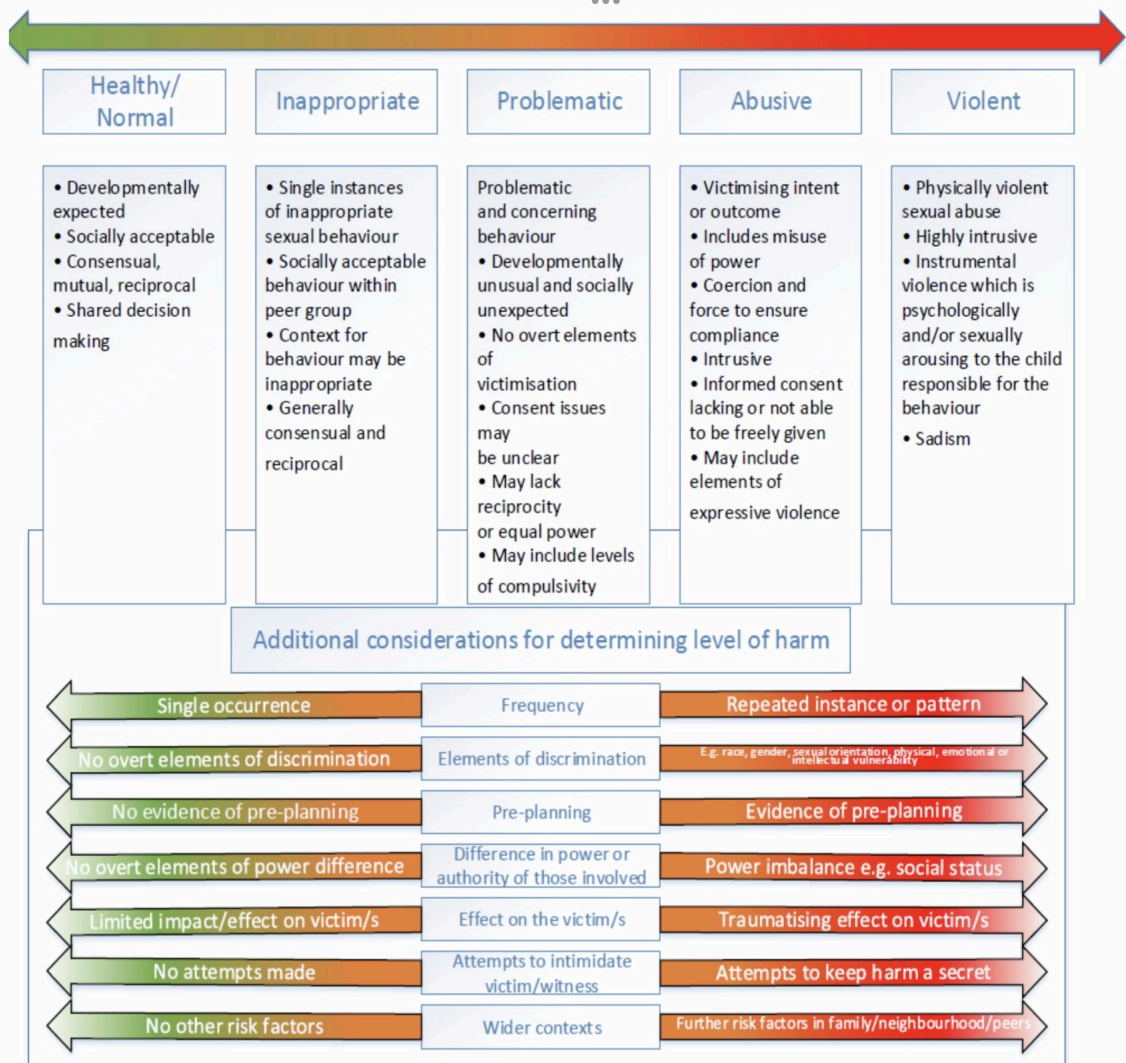 Healthy/
Normal
Inappropriate
Problematic
Abusive
Violent
• Developmentally
expected
• Socially acceptable
• Consensual,
mutual, reciprocal
• Shared decision
making
• Single instances
of inappropriate
sexual behaviour
• Socially acceptable
behaviour within
peer group
• Context for
behaviour may be
inappropriate
• Generally
consensual and
reciprocal
Problematic
and concerning
behaviour
• Developmentally
unusual and socially
unexpected
• No overt elements
of
victimisation
• Consent issues
may
be unclear
• May lack
reciprocity
or equal power
• May include levels
of compulsivity
• Victimising intent
or outcome
• Includes misuse
of power
• Coercion and
force to ensure
compliance
• Intrusive
• Informed consent
lacking or not able
to be freely given
• May include
elements of
expressive violence
• Physically violent
sexual abuse
• Highly intrusive
• Instrumental
violence which is
psychologically
and/or sexually
arousing to the child
responsible for the
behaviour
• Sadism
Additional considerations for determining level of harm
Single occurrence
Frequency
Repeated instance or pattern
No overt elements of discrimination
Elements of discrimination
E.g. race, gender, sexual orientation, physical, emotional or
intellectual vulnerability
No evidence of pre-planning
Pre-planning
Evidence of pre-planning
No overt elements of power difference
Difference in power or
authority of those involved
Power imbalance e.g. social status
Limited impact/effect on victim/s
Effect on the victim/s
Traumatising effect on victim/s
No attempts made
Attempts to intimidate
victim/witness
Attempts to keep harm a secret
No other risk factors
Wider contexts
Further risk factors in family/neighbourhood/peers